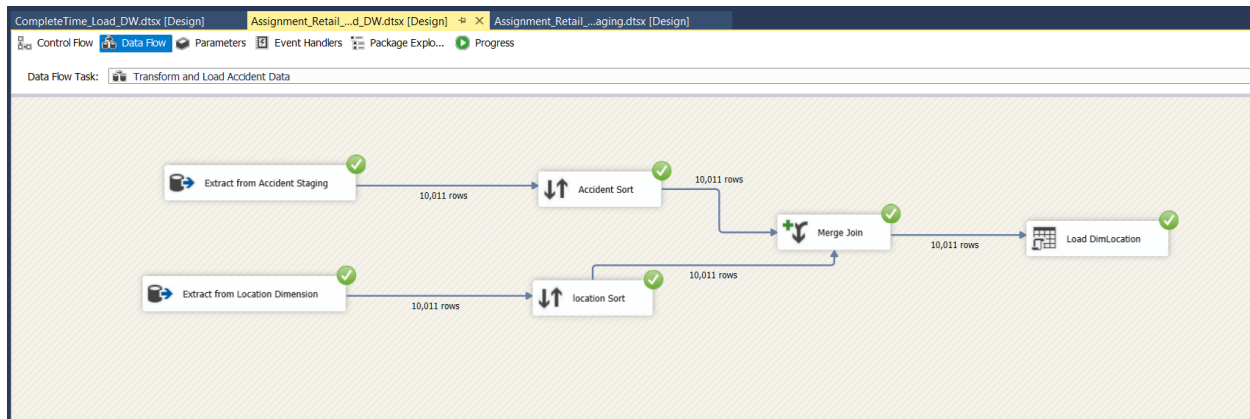 CompleteTime_Load_DW.dtsx [Design] Assignment_Retail_...d_DW.dtsx [Design] Assignment_Retail_...aging.dtsx [Design]
Control Flow Data Flow Parameters Event Handlers Package Explo... Progress
Data Flow Task: Transform and Load Accident Data
Extract from Accident Staging
10,011 rows
Accident Sort
10,011 rows
Merge Join
10,011 rows
Load DimLocation
Extract from Location Dimension
10,011 rows
location Sort
10,011 rows